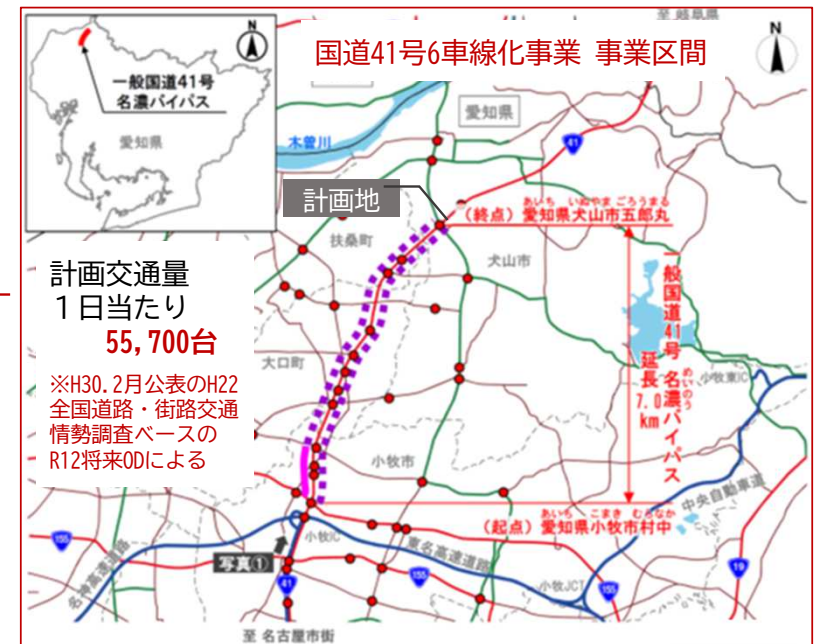 至 岐阜県
N
一般国道41号
名濃バイパス
愛知県
国道41号6車線化事業 事業区間
N
愛知県
木曽川
41
計画地
あいち いぬやま ごろうまる
(終点) 愛知県犬山市五郎丸
扶桑町
犬山市
計画交通量
1日当たり
55,700台
※H30.2月公表のH22
全国道路・街路交通
情勢調査ベースの
R12将来ODによる
大口町
一般国道41号 名濃バイパス
めいのう
延長
7.0
km
小牧東IC
小牧市
中央自動車道
あいち こまき むらなか
(起点) 愛知県小牧市村中
155
小牧IC
東名高速道路
写真①
名神高速道路
41
155
小牧JCT
155
19
至 名古屋市街